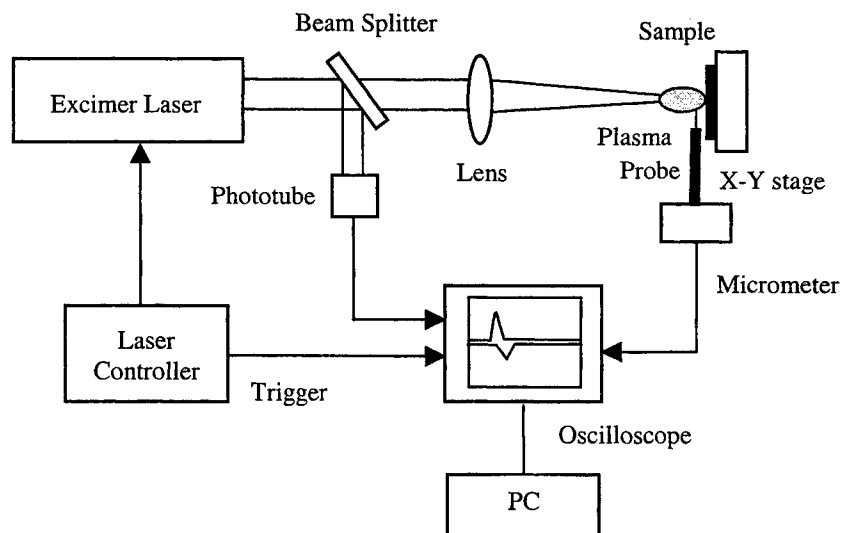 Beam Splitter
Sample
Excimer Laser
Plasma
Probe
Lens
X-Y stage
Phototube
Micrometer
Laser
Controller
Trigger
Oscilloscope
PC